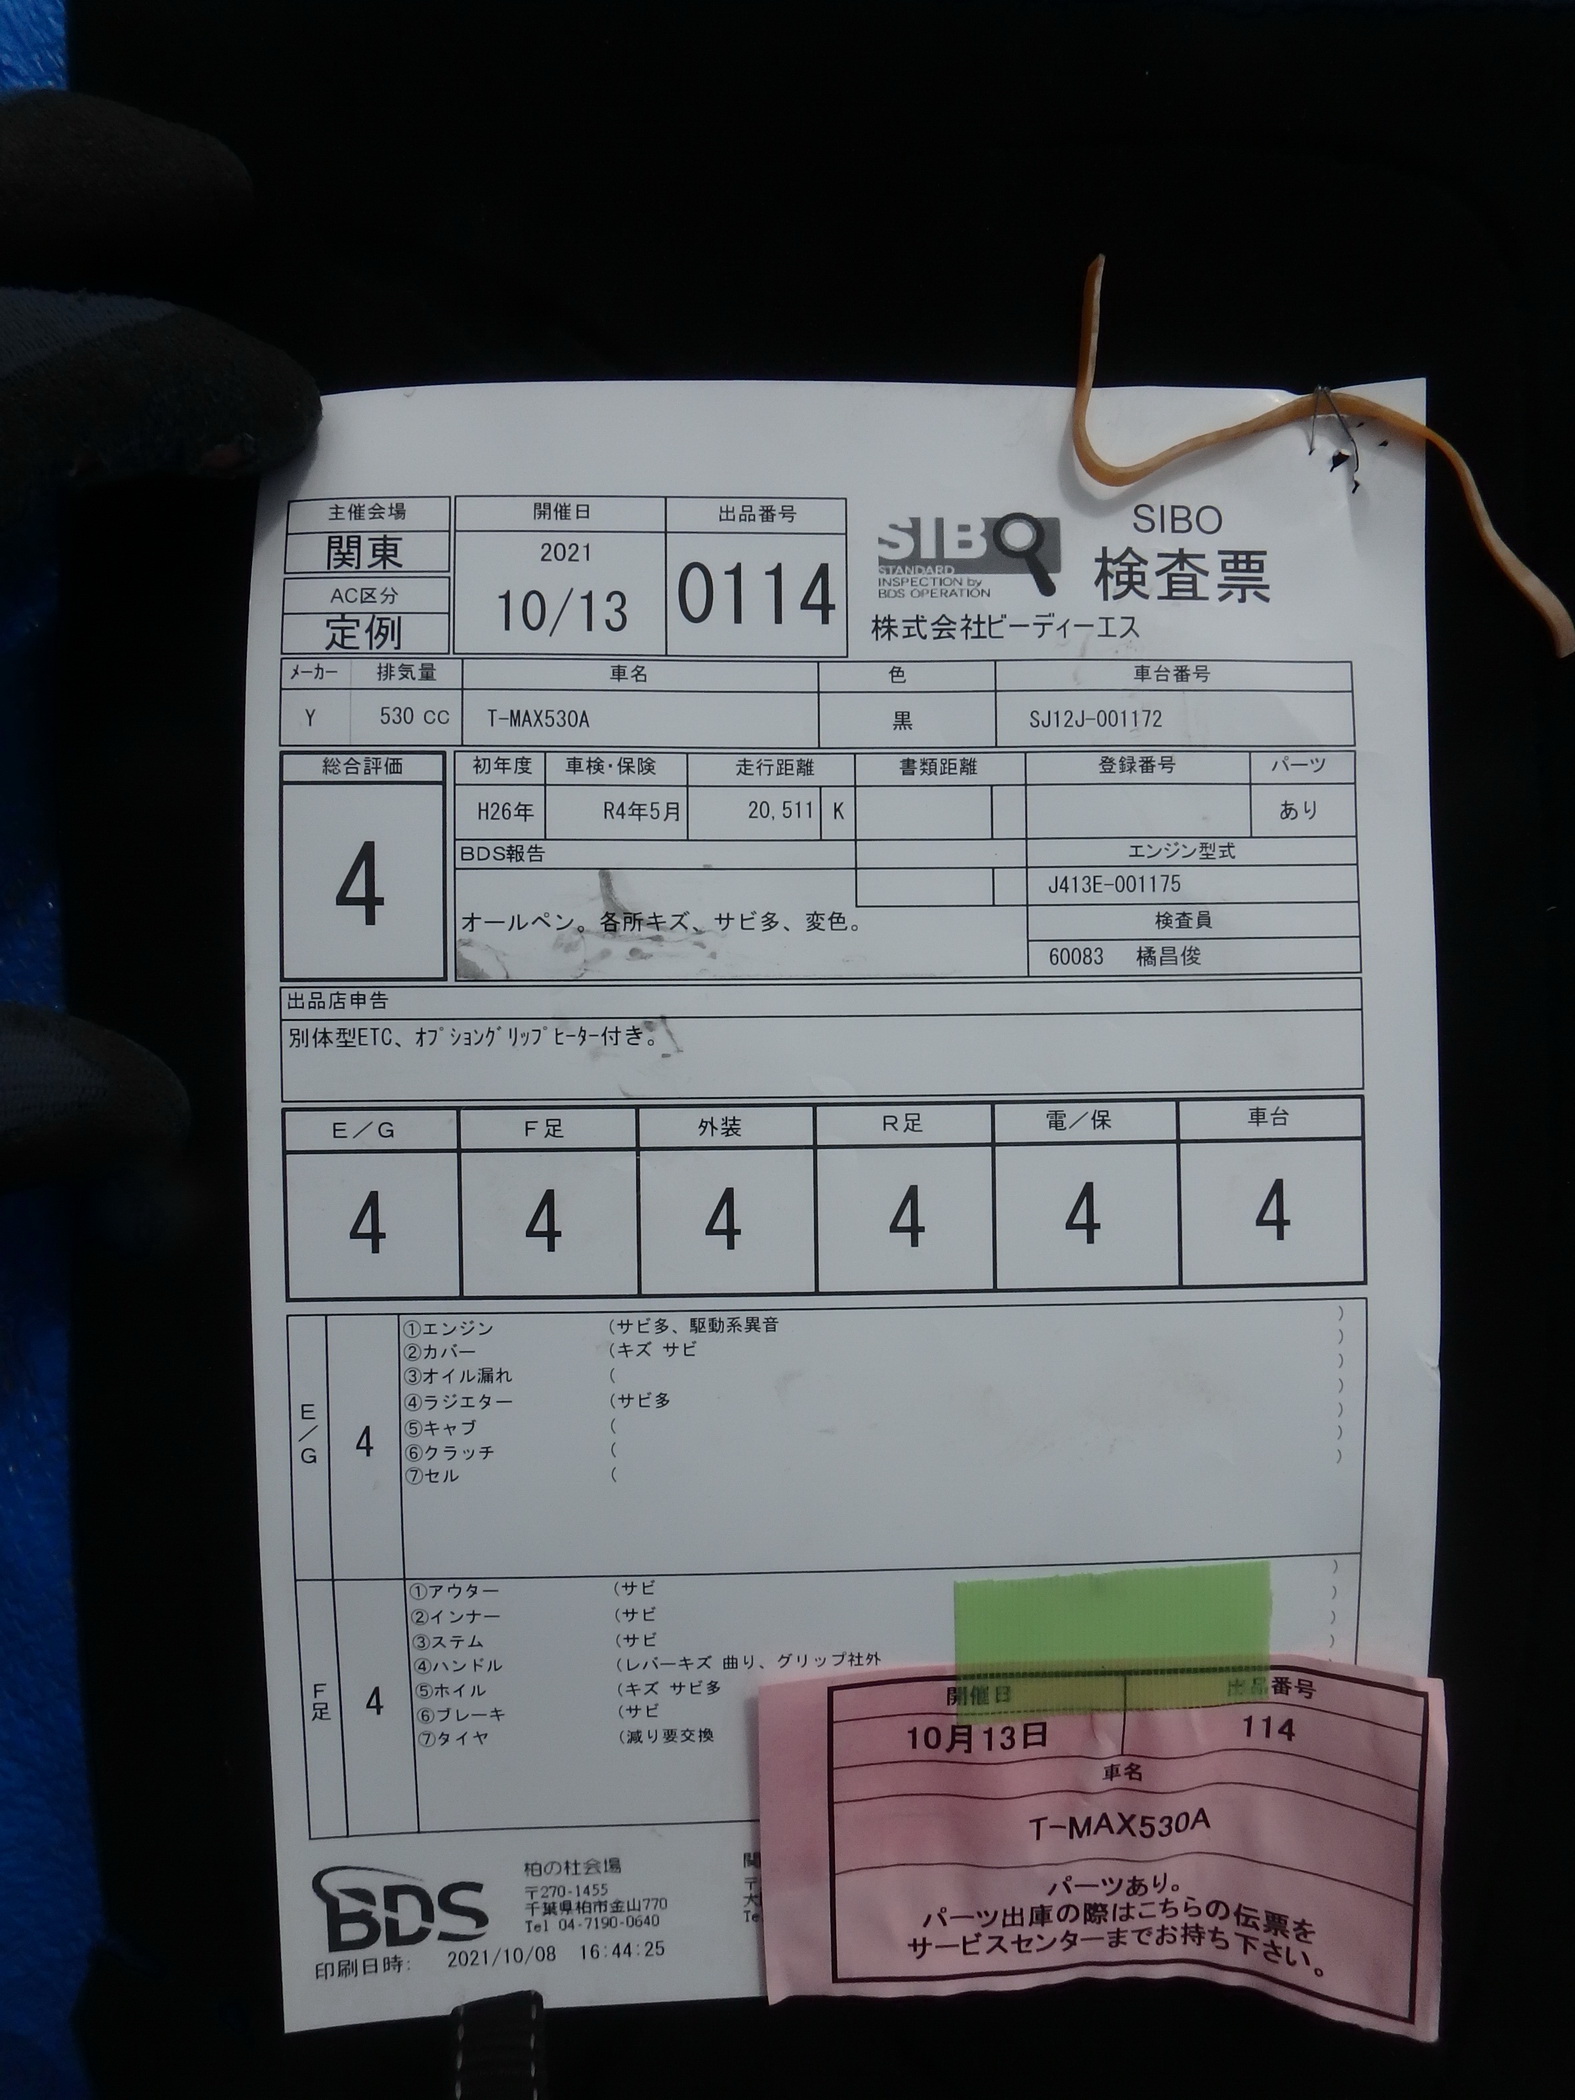 主催会場
関東
AC区分
定例
開催日
2021
10/13
出品番号
0114
SIBO
STANDARD
INSPECTION by
BDS OPERATION
SIBO
検査票
株式会社ビーディーエス
ﾒｰｶｰ 排気量 車名 色 車台番号
Y 530 CC T-MAX530A 黒 SJ12J-001172
総合評価
4
初年度 車検・保険 走行距離 書類距離 登録番号 パーツ
H26年 R4年5月 20,511 K あり
BDS報告
オールペン。各所キズ、サビ多、変色。
エンジン型式
J413E-001175
検査員
60083 橘昌俊
出品店申告
別体型ETC、ｵﾌﾟｼｮﾝｸﾞﾘｯﾌﾟﾋｰﾀｰ付き。
E/G F足 外装 R足 電/保 車台
4 4 4 4 4 4
E/G
4
①エンジン (サビ多、駆動系異音 )
②カバー (キズ サビ )
③オイル漏れ ( )
④ラジエター (サビ多 )
⑤キャブ ( )
⑥クラッチ ( )
⑦セル ( )
F足
4
①アウター (サビ )
②インナー (サビ )
③ステム (サビ )
④ハンドル (レバーキズ 曲り、グリップ社外 )
⑤ホイル (キズ サビ多
⑥ブレーキ (サビ
⑦タイヤ (減り要交換
開催日 出品番号
10月13日 114
車名
T-MAX530A
パーツあり。
パーツ出庫の際はこちらの伝票を
サービスセンターまでお持ち下さい。
BDS
柏の杜会場
〒270-1455
千葉県柏市金山770
Tel 04-7190-0640
印刷日時: 2021/10/08 16:44:25